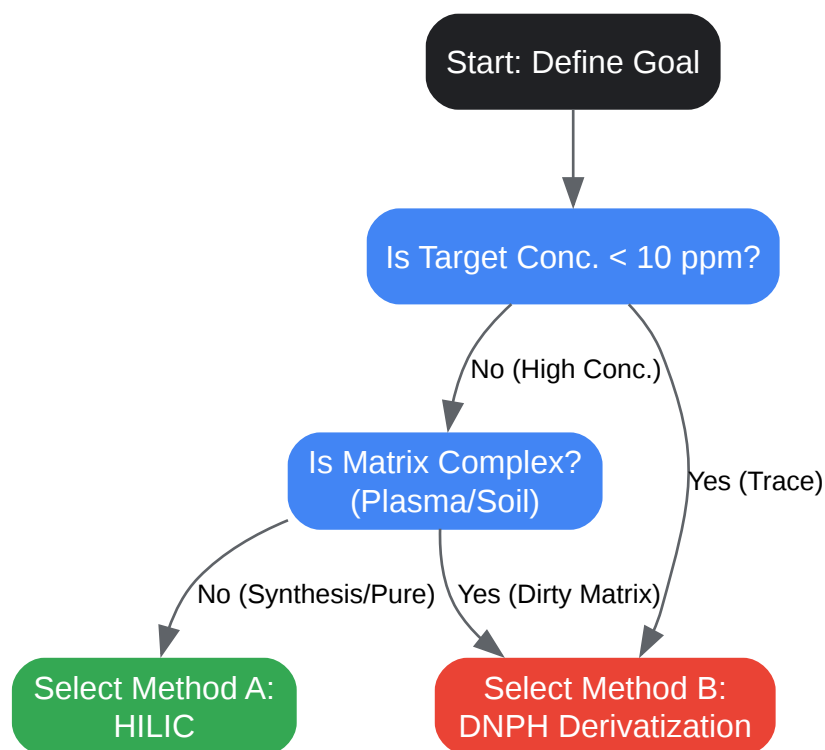 Start: Define Goal
Is Target Conc. < 10 ppm?
No (High Conc.)
Is Matrix Complex?
(Plasma/Soil)
Yes (Trace)
No (Synthesis/Pure)
Yes (Dirty Matrix)
Select Method A:
HILIC
Select Method B:
DNPH Derivatization